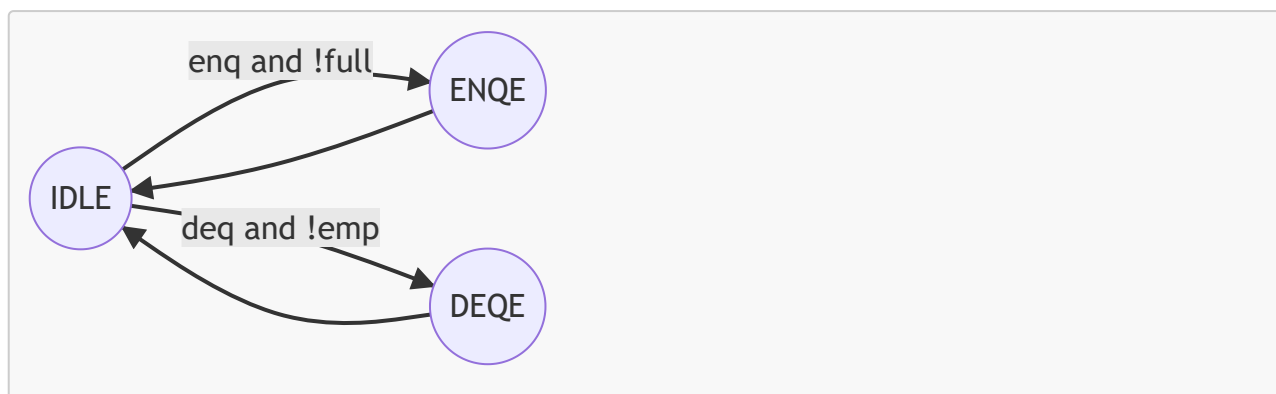 enq and !full
ENQE
IDLE
deq and !emp
DEQE